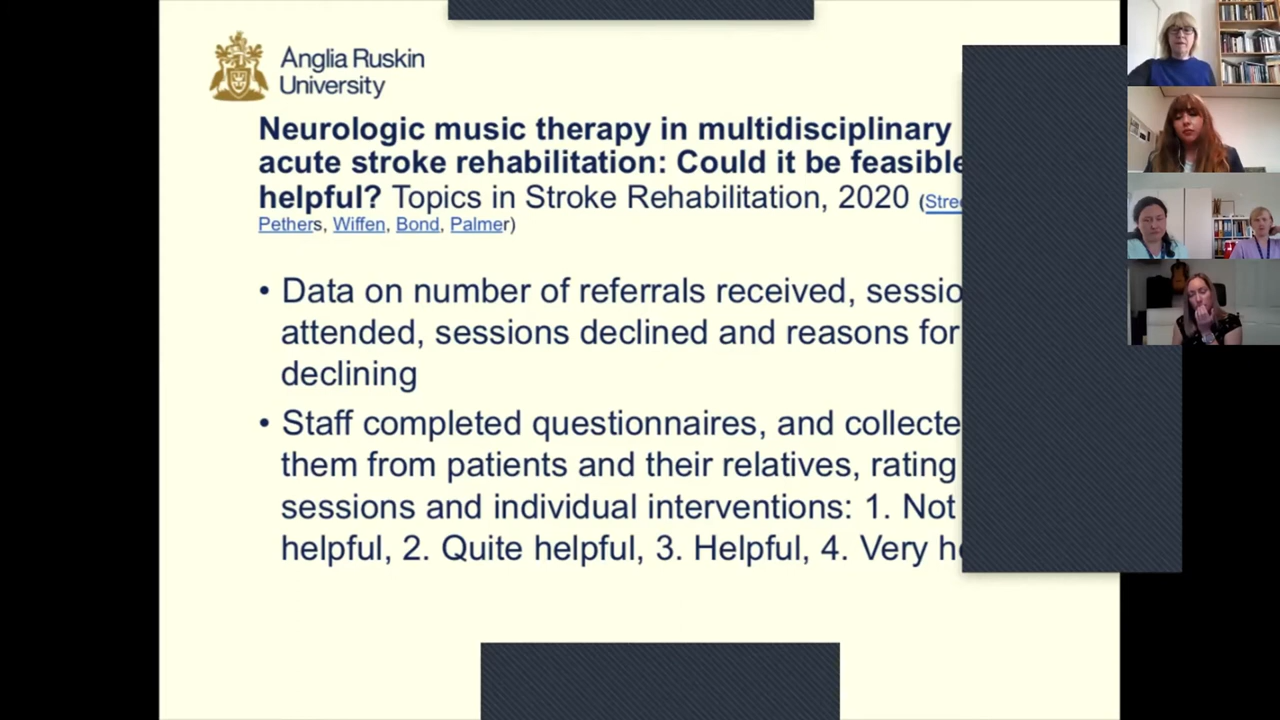 Anglia Ruskin
University
Neurologic music therapy in multidisciplinary
acute stroke rehabilitation: Could it be feasible
helpful? Topics in Stroke Rehabilitation, 2020 (Stree
Pethers, Wiffen, Bond, Palmer)
• Data on number of referrals received, sessio
attended, sessions declined and reasons for
declining
• Staff completed questionnaires, and collecte
them from patients and their relatives, rating
sessions and individual interventions: 1. Not
helpful, 2. Quite helpful, 3. Helpful, 4. Very he